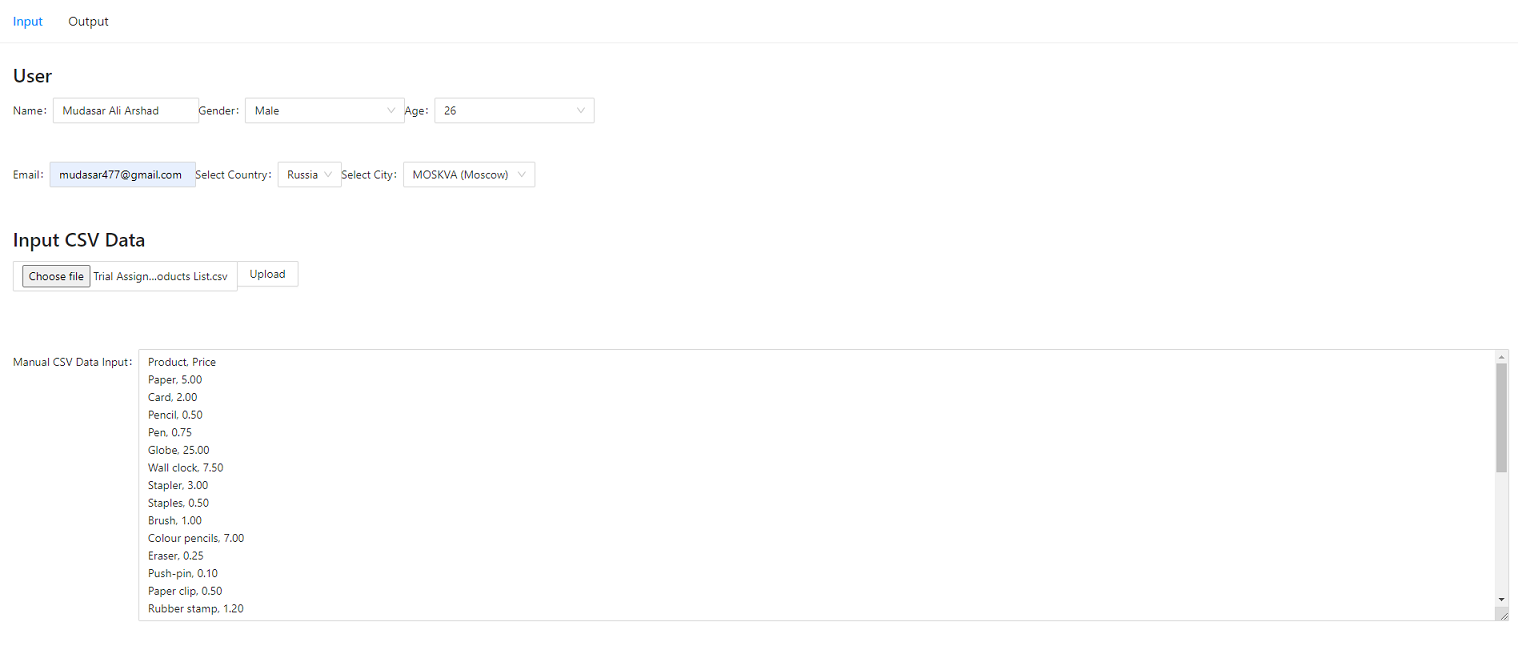 Input Output
User
Name: Mudasar Ali Arshad Gender: Male Age: 26
Email: mudasar477@gmail.com Select Country: Russia Select City: MOSKVA (Moscow)
Input CSV Data
Choose file Trial Assign...oducts List.csv Upload
Manual CSV Data Input: Product, Price
Paper, 5.00
Card, 2.00
Pencil, 0.50
Pen, 0.75
Globe, 25.00
Wall clock, 7.50
Stapler, 3.00
Staples, 0.50
Brush, 1.00
Colour pencils, 7.00
Eraser, 0.25
Push-pin, 0.10
Paper clip, 0.50
Rubber stamp, 1.20